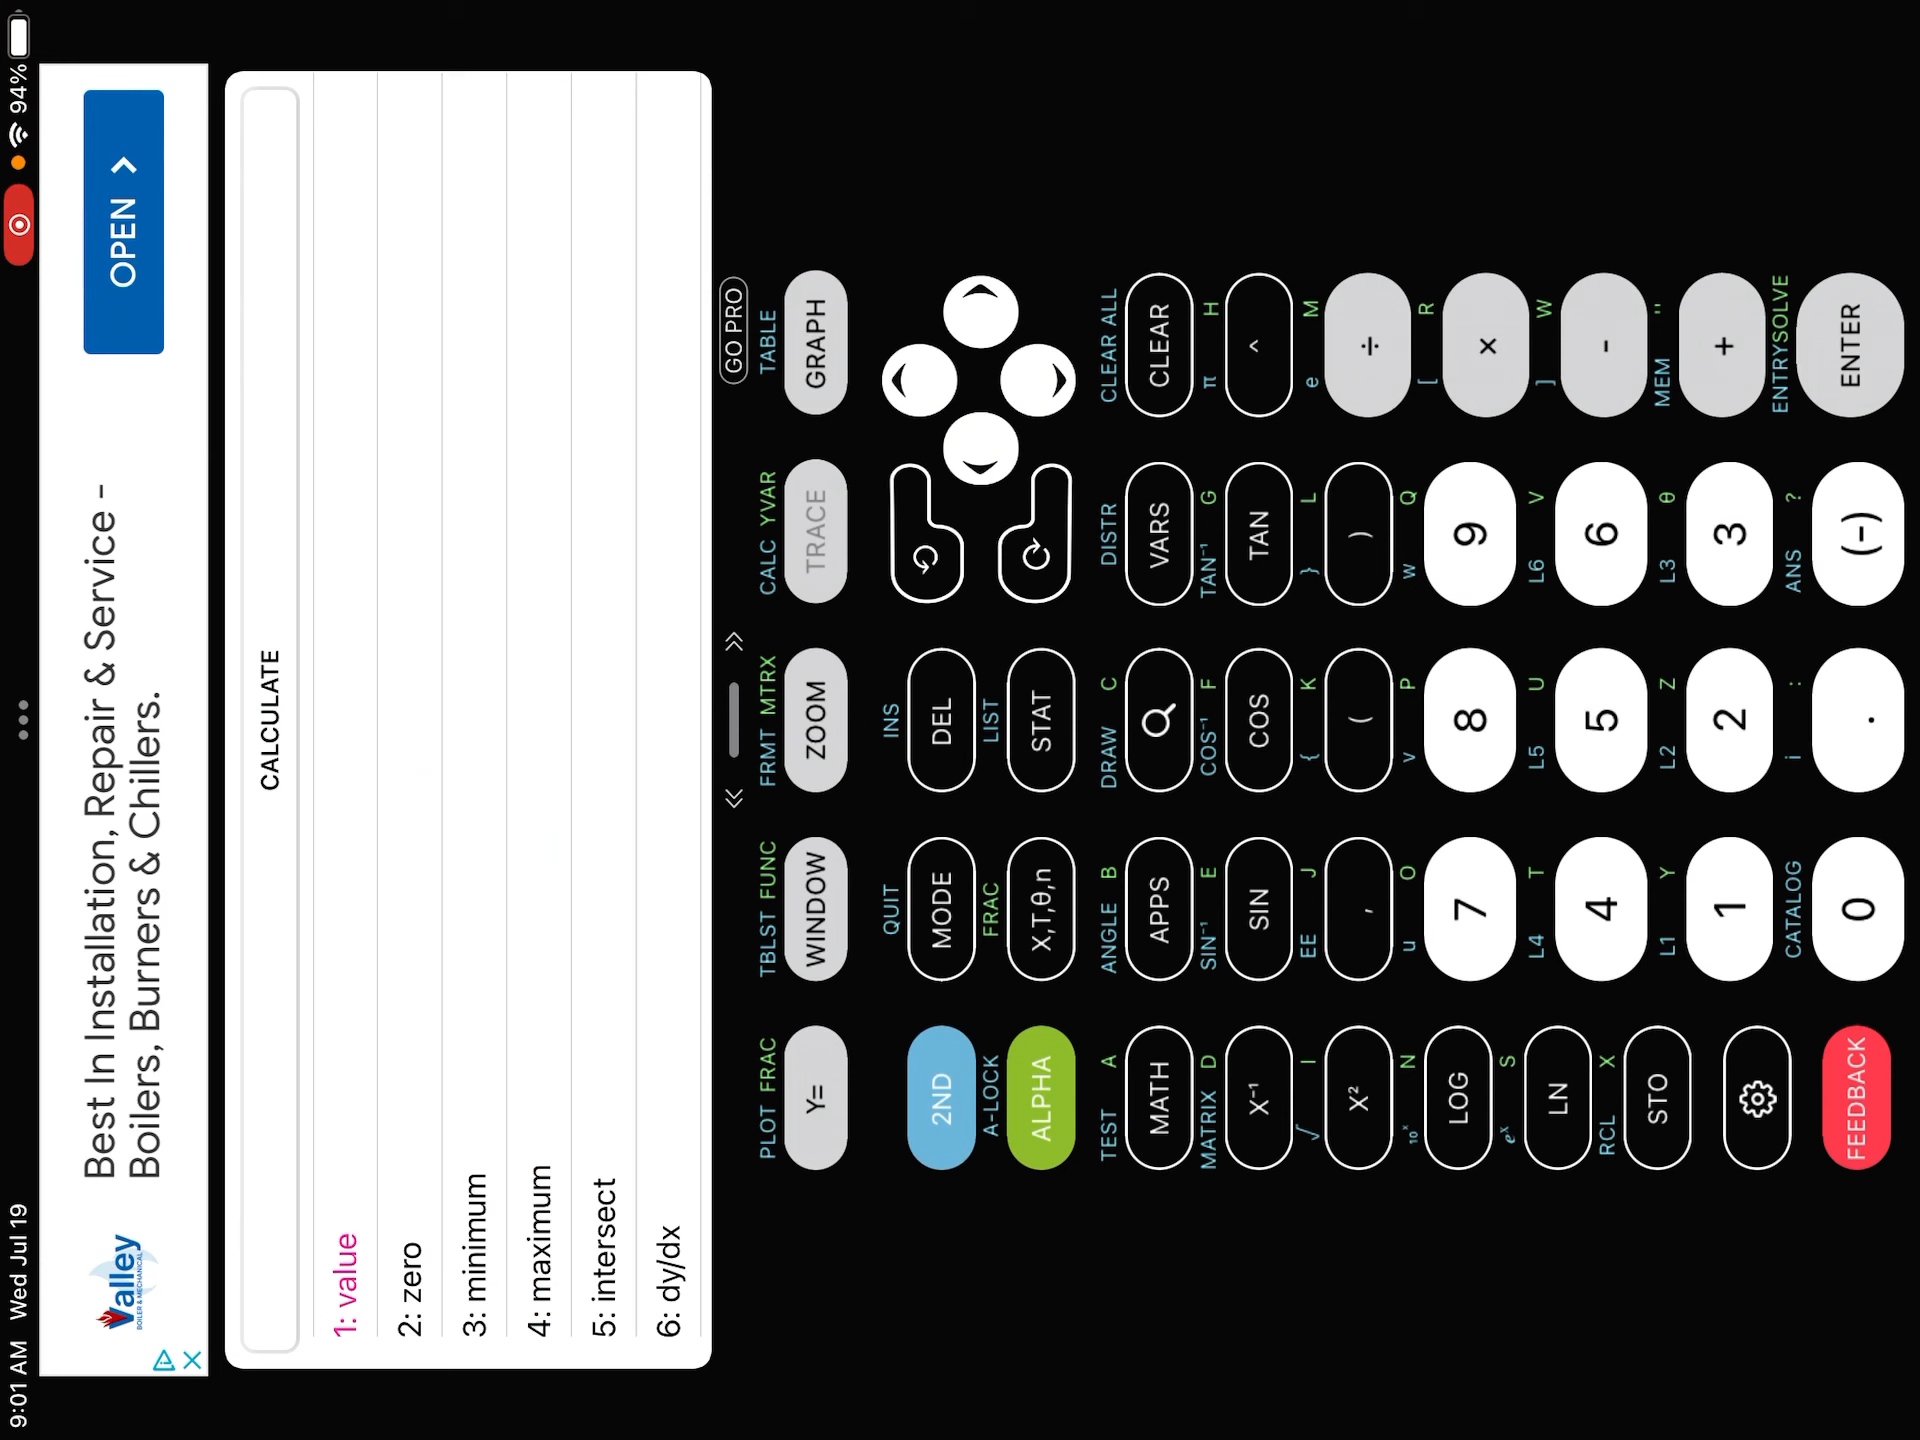 9:01 AM Wed Jul 19
94%
Valley
BOILER & MECHANICAL
Best In Installation, Repair & Service -
Boilers, Burners & Chillers.
OPEN
CALCULATE
1: value
2: zero
3: minimum
4: maximum
5: intersect
6: dy/dx
GO PRO
PLOT FRAC TBLST FUNC FRMT MTRX CALC YVAR TABLE
Y= WINDOW ZOOM TRACE GRAPH
QUIT INS
2ND MODE DEL
A-LOCK FRAC LIST
ALPHA X,T,θ,n STAT
TEST A ANGLE B DRAW C DISTR CLEAR ALL
MATH APPS VARS CLEAR
MATRIX D SIN⁻¹ E COS⁻¹ F TAN⁻¹ G π H
X⁻¹ SIN COS TAN ^
√ I EE J { K } L e M
X² , ( ) ÷
10ˣ N u O v P w Q [ R
LOG 7 8 9 ×
eˣ S L4 T L5 U L6 V ] W
LN 4 5 6 -
RCL X L1 Y L2 Z L3 θ MEM "
STO 1 2 3 +
CATALOG i : ANS ? ENTRY SOLVE
FEEDBACK 0 . (-) ENTER